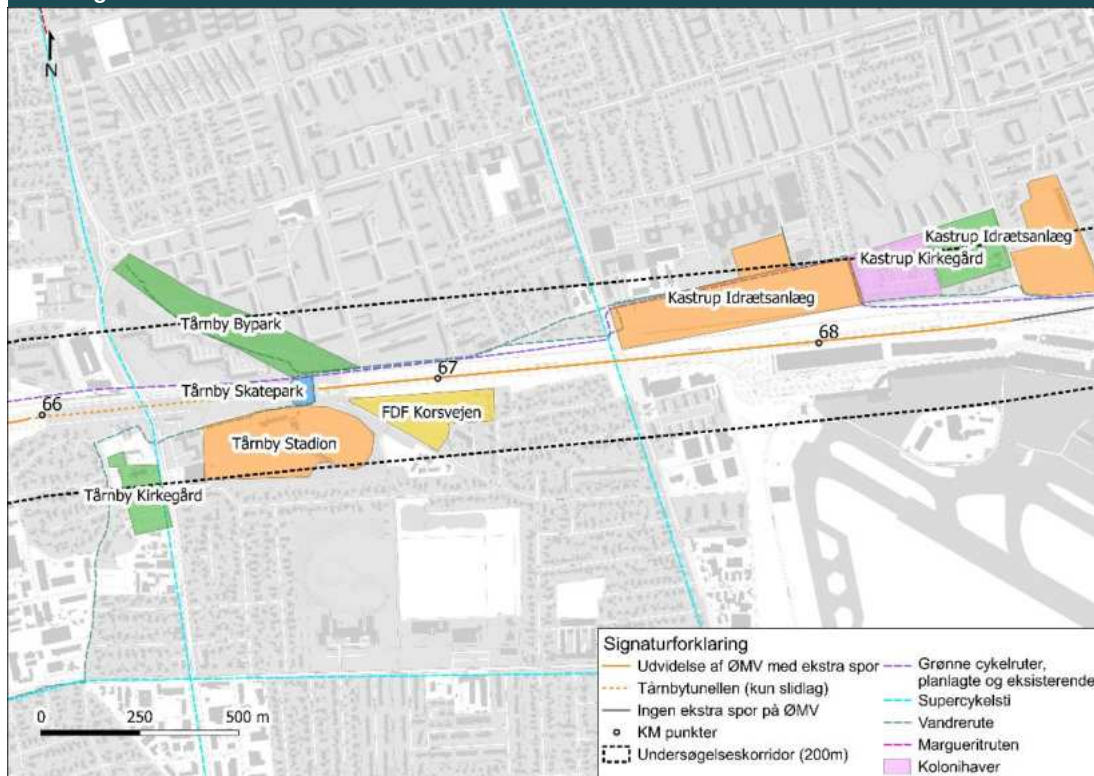 N
Kastrup Idrætsanlæg
Kastrup Kirkegård
Kastrup Idrætsanlæg
Tårnby Bypark
68
67
Tårnby Skatepark
66
FDF Korsvejen
Tårnby Stadion
Tårnby Kirkegård
Signaturforklaring
Udvidelse af ØMV med ekstra spor
Tårnbytunellen (kun slidlag)
Ingen ekstra spor på ØMV
KM punkter
Undersøgelseskorridor (200m)
Grønne cykelruter,
planlagte og eksisterende
Supercykelsti
Vandrerute
Margueritruten
Kolonihaver
0 250 500 m